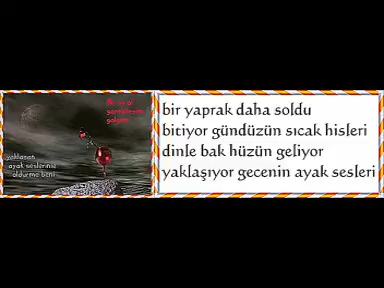 yaklaşan
ayak seslerinle
öldürme beni
bir yaprak daha soldu
bitiyor gündüzün sıcak hisleri
dinle bak hüzün geliyor
yaklaşıyor gecenin ayak sesleri